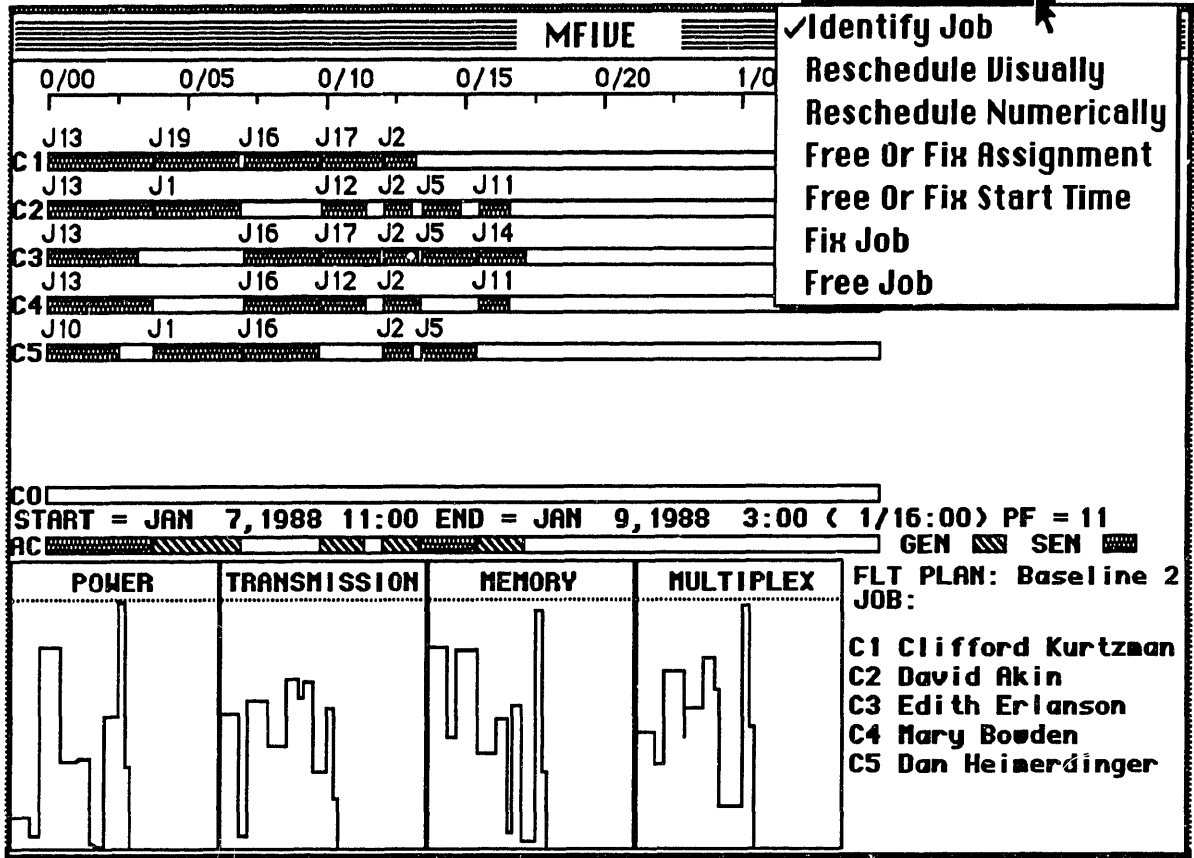 MFIVE
✓Identify Job
Reschedule Visually
Reschedule Numerically
Free Or Fix Assignment
Free Or Fix Start Time
Fix Job
Free Job
0/00 0/05 0/10 0/15 0/20 1/0
J13 J19 J16 J17 J2
C1
J13 J1 J12 J2 J5 J11
C2
J13 J16 J17 J2 J5 J14
C3
J13 J16 J12 J2 J11
C4
J10 J1 J16 J2 J5
C5
C0
START = JAN 7,1988 11:00 END = JAN 9,1988 3:00 ( 1/16:00) PF = 11
AC GEN SEN
POWER TRANSMISSION MEMORY MULTIPLEX
FLT PLAN: Baseline 2
JOB:
C1 Clifford Kurtzman
C2 David Akin
C3 Edith Erlanson
C4 Mary Bowden
C5 Dan Heimerdinger